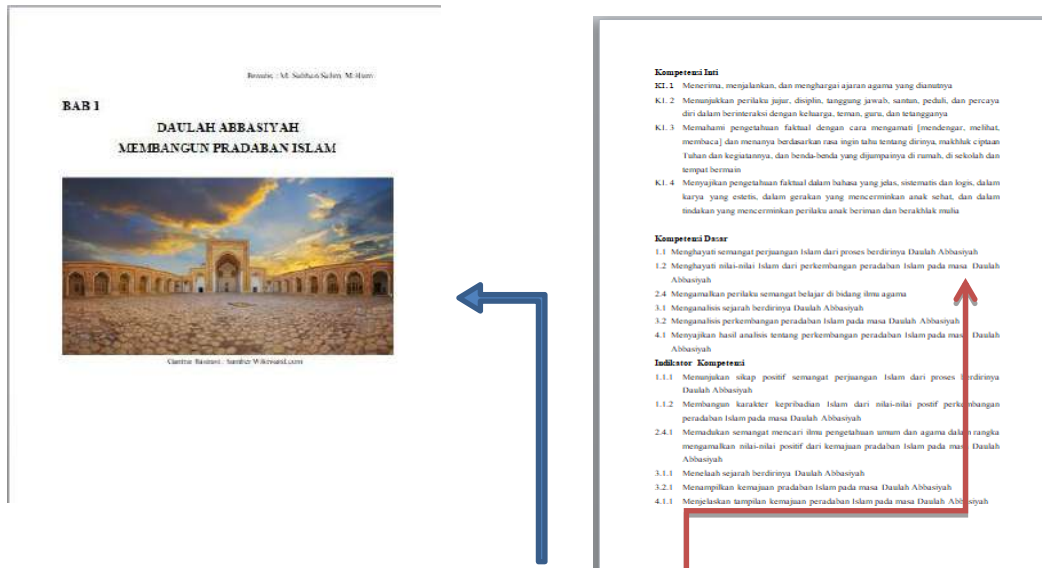 Penulis : M. Subhan Salim, M.Hum
BAB 1
DAULAH ABBASIYAH
MEMBANGUN PRADABAN ISLAM
Gambar Ilustrasi : Sumber Wikiwand.com
Kompetensi Inti
KI. 1 Menerima, menjalankan, dan menghargai ajaran agama yang dianutnya
KI. 2 Menunjukkan perilaku jujur, disiplin, tanggung jawab, santun, peduli, dan percaya
diri dalam berinteraksi dengan keluarga, teman, guru, dan tetangganya
KI. 3 Memahami pengetahuan faktual dengan cara mengamati [mendengar, melihat,
membaca] dan menanya berdasarkan rasa ingin tahu tentang dirinya, makhluk ciptaan
Tuhan dan kegiatannya, dan benda-benda yang dijumpainya di rumah, di sekolah dan
tempat bermain
KI. 4 Menyajikan pengetahuan faktual dalam bahasa yang jelas, sistematis dan logis, dalam
karya yang estetis, dalam gerakan yang mencerminkan anak sehat, dan dalam
tindakan yang mencerminkan perilaku anak beriman dan berakhlak mulia
Kompetensi Dasar
1.1 Menghayati semangat perjuangan Islam dari proses berdirinya Daulah Abbasiyah
1.2 Menghayati nilai-nilai Islam dari perkembangan peradaban Islam pada masa Daulah
Abbasiyah
2.4 Mengamalkan perilaku semangat belajar di bidang ilmu agama
3.1 Menganalisis sejarah berdirinya Daulah Abbasiyah
3.2 Menganalisis perkembangan peradaban Islam pada masa Daulah Abbasiyah
4.1 Menyajikan hasil analisis tentang perkembangan peradaban Islam pada masa Daulah
Abbasiyah
Indikator Kompetensi
1.1.1 Menunjukan sikap positif semangat perjuangan Islam dari proses berdirinya
Daulah Abbasiyah
1.1.2 Membangun karakter kepribadian Islam dari nilai-nilai postif perkembangan
peradaban Islam pada masa Daulah Abbasiyah
2.4.1 Memadukan semangat mencari ilmu pengetahuan umum dan agama dalam rangka
mengamalkan nilai-nilai positif dari kemajuan pradaban Islam pada masa Daulah
Abbasiyah
3.1.1 Menelaah sejarah berdirinya Daulah Abbasiyah
3.2.1 Menampilkan kemajuan pradaban Islam pada masa Daulah Abbasiyah
4.1.1 Menjelaskan tampilan kemajuan peradaban Islam pada masa Daulah Abbasiyah